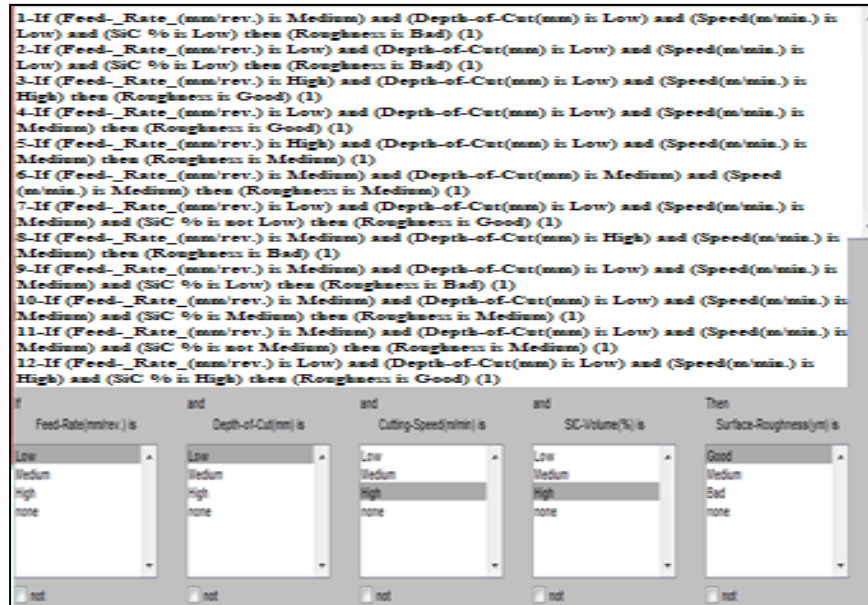 1-If (Feed-_Rate_(mm/rev.) is Medium) and (Depth-of-Cut(mm) is Low) and (Speed(m/min.) is
Low) and (SiC % is Low) then (Roughness is Bad) (1)
2-If (Feed-_Rate_(mm/rev.) is Low) and (Depth-of-Cut(mm) is Low) and (Speed(m/min.) is
Low) and (SiC % is Low) then (Roughness is Bad) (1)
3-If (Feed-_Rate_(mm/rev.) is High) and (Depth-of-Cut(mm) is Low) and (Speed(m/min.) is
High) then (Roughness is Good) (1)
4-If (Feed-_Rate_(mm/rev.) is Low) and (Depth-of-Cut(mm) is Low) and (Speed(m/min.) is
Medium) then (Roughness is Good) (1)
5-If (Feed-_Rate_(mm/rev.) is High) and (Depth-of-Cut(mm) is Low) and (Speed(m/min.) is
Medium) then (Roughness is Medium) (1)
6-If (Feed-_Rate_(mm/rev.) is Medium) and (Depth-of-Cut(mm) is Medium) and (Speed
(m/min.) is Medium) then (Roughness is Medium) (1)
7-If (Feed-_Rate_(mm/rev.) is Low) and (Depth-of-Cut(mm) is Low) and (Speed(m/min.) is
Medium) and (SiC % is not Low) then (Roughness is Good) (1)
8-If (Feed-_Rate_(mm/rev.) is Medium) and (Depth-of-Cut(mm) is High) and (Speed(m/min.) is
Medium) then (Roughness is Bad) (1)
9-If (Feed-_Rate_(mm/rev.) is Medium) and (Depth-of-Cut(mm) is Low) and (Speed(m/min.) is
Medium) and (SiC % is Low) then (Roughness is Bad) (1)
10-If (Feed-_Rate_(mm/rev.) is Medium) and (Depth-of-Cut(mm) is Low) and (Speed(m/min.) is
Medium) and (SiC % is Medium) then (Roughness is Medium) (1)
11-If (Feed-_Rate_(mm/rev.) is Medium) and (Depth-of-Cut(mm) is Low) and (Speed(m/min.) is
Medium) and (SiC % is not Medium) then (Roughness is Medium) (1)
12-If (Feed-_Rate_(mm/rev.) is Low) and (Depth-of-Cut(mm) is Low) and (Speed(m/min.) is
High) and (SiC % is High) then (Roughness is Good) (1)
If and and and Then
Feed-Rate(mm/rev.) is Depth-of-Cut(mm) is Cutting-Speed(m/min) is SIC-Volume(%) is Surface-Roughness(ym) is
Low Low Low Low Good
Medium Medium Medium Medium Medium
High High High High Bad
none none none none none
not not not not not